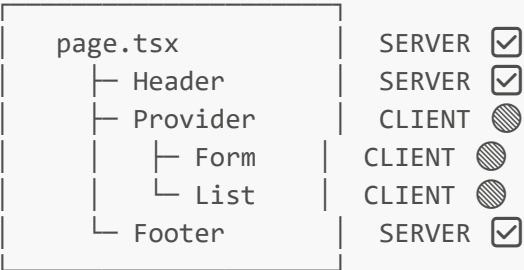 page.tsx SERVER
├─ Header SERVER
├─ Provider CLIENT
│ ├─ Form CLIENT
│ └─ List CLIENT
└─ Footer SERVER